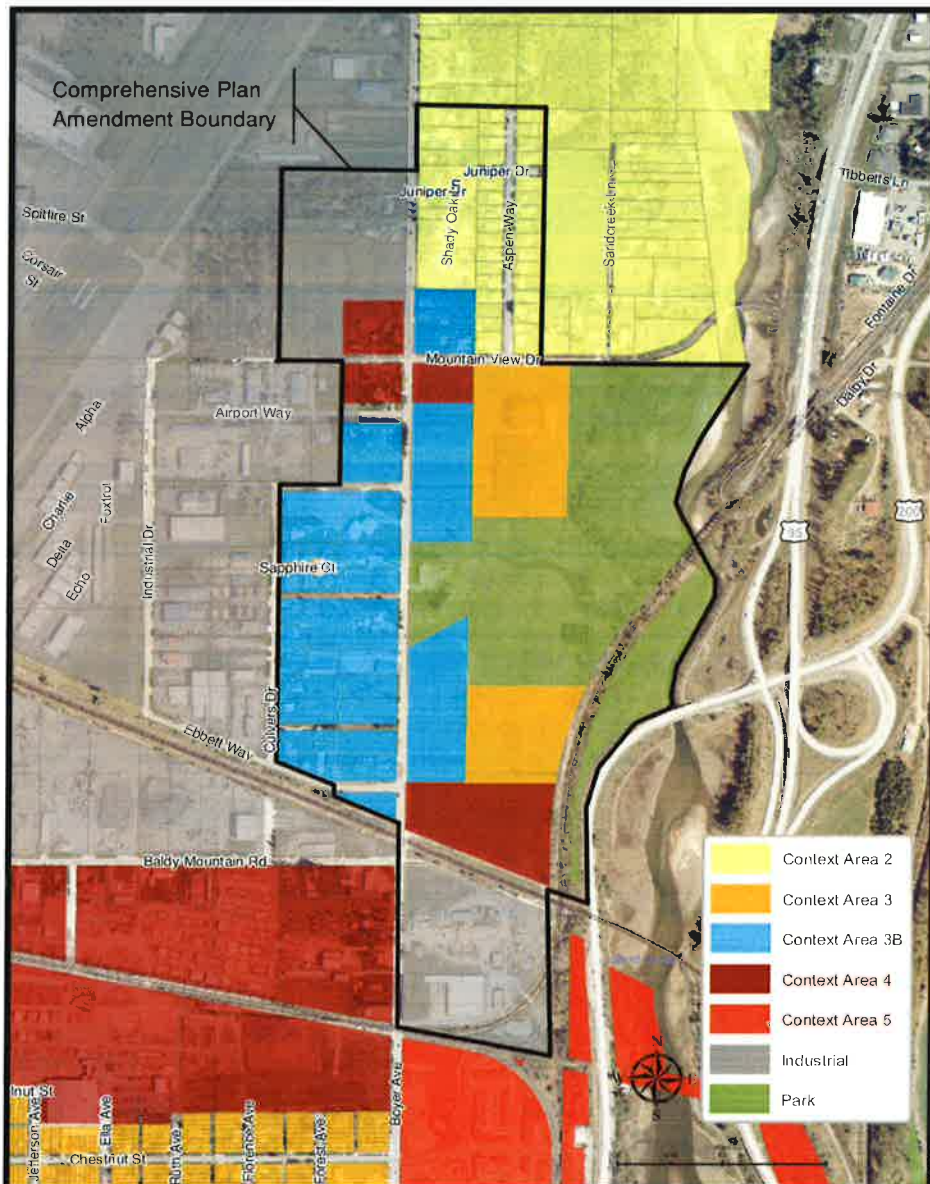 Comprehensive Plan
Amendment Boundary
Juniper Dr
Juniper Dr
Tibbetts Ln
Shady Oak
Aspen Way
Sandcreek Ln
Spitfire St
Corsair
St
Fontaine Dr
Mountain View Dr
Airport Way
Alpha
Charlie
Foxtrot
Delta
Echo
Industrial Dr
200
95
Sapphire Ct
Culvers Dr
Ebbett Way
Baldy Mountain Rd
Context Area 2
Context Area 3
Context Area 3B
Context Area 4
Context Area 5
Industrial
Park
lnut St
Jefferson Ave
Ella Ave
Ruth Ave
Florence Ave
Forest Ave
Boyer Ave
Chestnut St